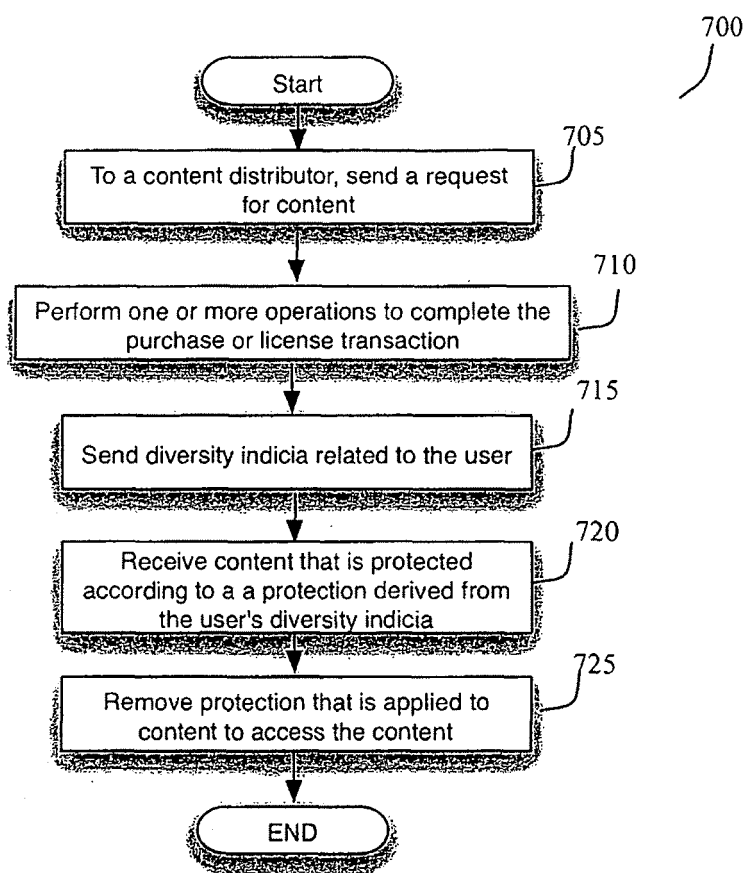 700
Start
705
To a content distributor, send a request
for content
710
Perform one or more operations to complete the
purchase or license transaction
715
Send diversity indicia related to the user
720
Receive content that is protected
according to a a protection derived from
the user's diversity indicia
725
Remove protection that is applied to
content to access the content
END